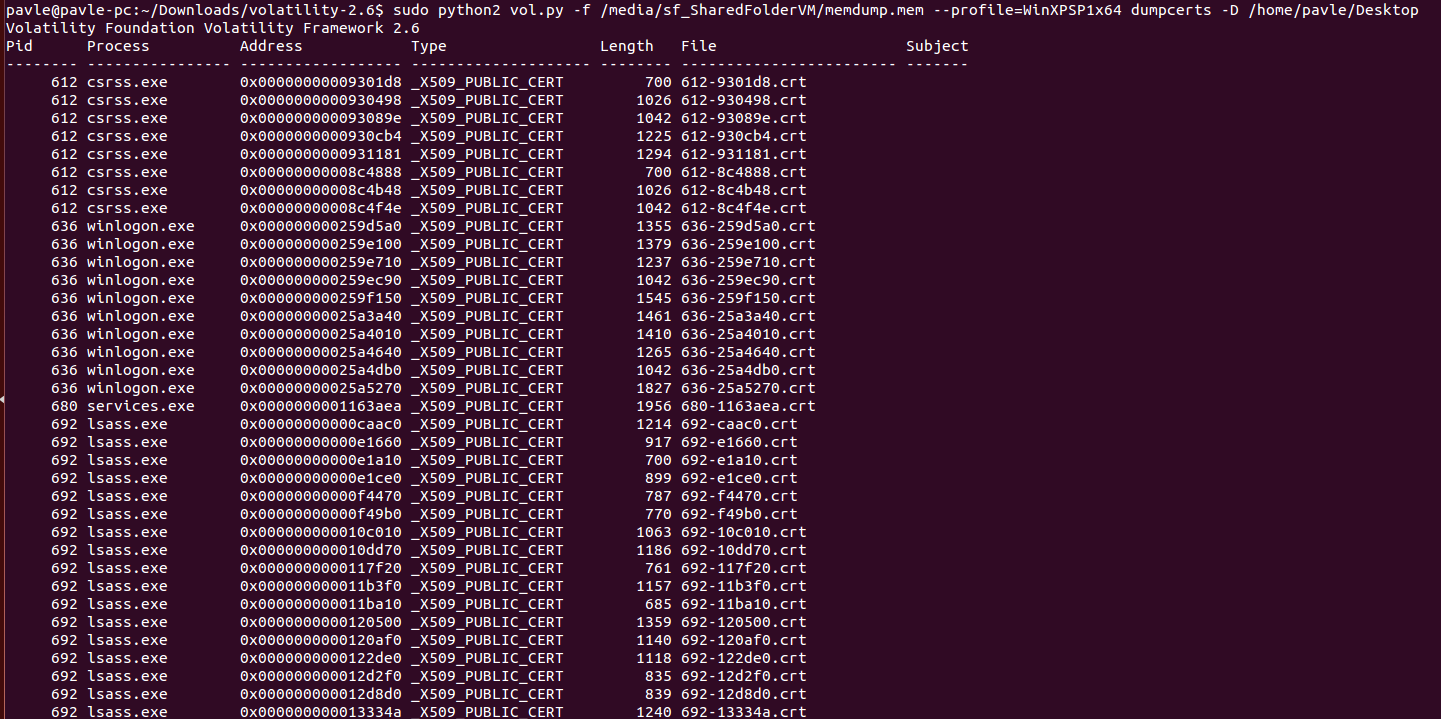 pavle@pavle-pc:~/Downloads/volatility-2.6$ sudo python2 vol.py -f /media/sf_SharedFolderVM/memdump.mem --profile=WinXPSP1x64 dumpcerts -D /home/pavle/Desktop
Volatility Foundation Volatility Framework 2.6
Pid      Process          Address            Type                 Length   File                     Subject
-------- ---------------- ------------------ -------------------- -------- ------------------------ -------
     612 csrss.exe        0x00000000009301d8 _X509_PUBLIC_CERT         700 612-9301d8.crt
     612 csrss.exe        0x0000000000930498 _X509_PUBLIC_CERT        1026 612-930498.crt
     612 csrss.exe        0x000000000093089e _X509_PUBLIC_CERT        1042 612-93089e.crt
     612 csrss.exe        0x0000000000930cb4 _X509_PUBLIC_CERT        1225 612-930cb4.crt
     612 csrss.exe        0x0000000000931181 _X509_PUBLIC_CERT        1294 612-931181.crt
     612 csrss.exe        0x00000000008c4888 _X509_PUBLIC_CERT         700 612-8c4888.crt
     612 csrss.exe        0x00000000008c4b48 _X509_PUBLIC_CERT        1026 612-8c4b48.crt
     612 csrss.exe        0x00000000008c4f4e _X509_PUBLIC_CERT        1042 612-8c4f4e.crt
     636 winlogon.exe     0x000000000259d5a0 _X509_PUBLIC_CERT        1355 636-259d5a0.crt
     636 winlogon.exe     0x000000000259e100 _X509_PUBLIC_CERT        1379 636-259e100.crt
     636 winlogon.exe     0x000000000259e710 _X509_PUBLIC_CERT        1237 636-259e710.crt
     636 winlogon.exe     0x000000000259ec90 _X509_PUBLIC_CERT        1042 636-259ec90.crt
     636 winlogon.exe     0x000000000259f150 _X509_PUBLIC_CERT        1545 636-259f150.crt
     636 winlogon.exe     0x00000000025a3a40 _X509_PUBLIC_CERT        1461 636-25a3a40.crt
     636 winlogon.exe     0x00000000025a4010 _X509_PUBLIC_CERT        1410 636-25a4010.crt
     636 winlogon.exe     0x00000000025a4640 _X509_PUBLIC_CERT        1265 636-25a4640.crt
     636 winlogon.exe     0x00000000025a4db0 _X509_PUBLIC_CERT        1042 636-25a4db0.crt
     636 winlogon.exe     0x00000000025a5270 _X509_PUBLIC_CERT        1827 636-25a5270.crt
     680 services.exe     0x0000000001163aea _X509_PUBLIC_CERT        1956 680-1163aea.crt
     692 lsass.exe        0x00000000000caac0 _X509_PUBLIC_CERT        1214 692-caac0.crt
     692 lsass.exe        0x00000000000e1660 _X509_PUBLIC_CERT         917 692-e1660.crt
     692 lsass.exe        0x00000000000e1a10 _X509_PUBLIC_CERT         700 692-e1a10.crt
     692 lsass.exe        0x00000000000e1ce0 _X509_PUBLIC_CERT         899 692-e1ce0.crt
     692 lsass.exe        0x00000000000f4470 _X509_PUBLIC_CERT         787 692-f4470.crt
     692 lsass.exe        0x00000000000f49b0 _X509_PUBLIC_CERT         770 692-f49b0.crt
     692 lsass.exe        0x000000000010c010 _X509_PUBLIC_CERT        1063 692-10c010.crt
     692 lsass.exe        0x000000000010dd70 _X509_PUBLIC_CERT        1186 692-10dd70.crt
     692 lsass.exe        0x0000000000117f20 _X509_PUBLIC_CERT         761 692-117f20.crt
     692 lsass.exe        0x000000000011b3f0 _X509_PUBLIC_CERT        1157 692-11b3f0.crt
     692 lsass.exe        0x000000000011ba10 _X509_PUBLIC_CERT         685 692-11ba10.crt
     692 lsass.exe        0x0000000000120500 _X509_PUBLIC_CERT        1359 692-120500.crt
     692 lsass.exe        0x0000000000120af0 _X509_PUBLIC_CERT        1140 692-120af0.crt
     692 lsass.exe        0x0000000000122de0 _X509_PUBLIC_CERT        1118 692-122de0.crt
     692 lsass.exe        0x000000000012d2f0 _X509_PUBLIC_CERT         835 692-12d2f0.crt
     692 lsass.exe        0x000000000012d8d0 _X509_PUBLIC_CERT         839 692-12d8d0.crt
     692 lsass.exe        0x000000000013334a _X509_PUBLIC_CERT        1240 692-13334a.crt